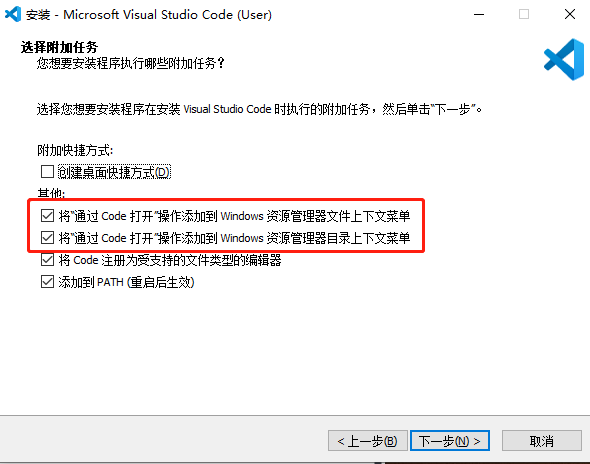 安装 - Microsoft Visual Studio Code (User)
选择附加任务
您想要安装程序执行哪些附加任务？
选择您想要安装程序在安装 Visual Studio Code 时执行的附加任务，然后单击“下一步”。
附加快捷方式:
创建桌面快捷方式(D)
其他:
将“通过 Code 打开”操作添加到 Windows 资源管理器文件上下文菜单
将“通过 Code 打开”操作添加到 Windows 资源管理器目录上下文菜单
将 Code 注册为受支持的文件类型的编辑器
添加到 PATH (重启后生效)
< 上一步(B) 下一步(N) > 取消